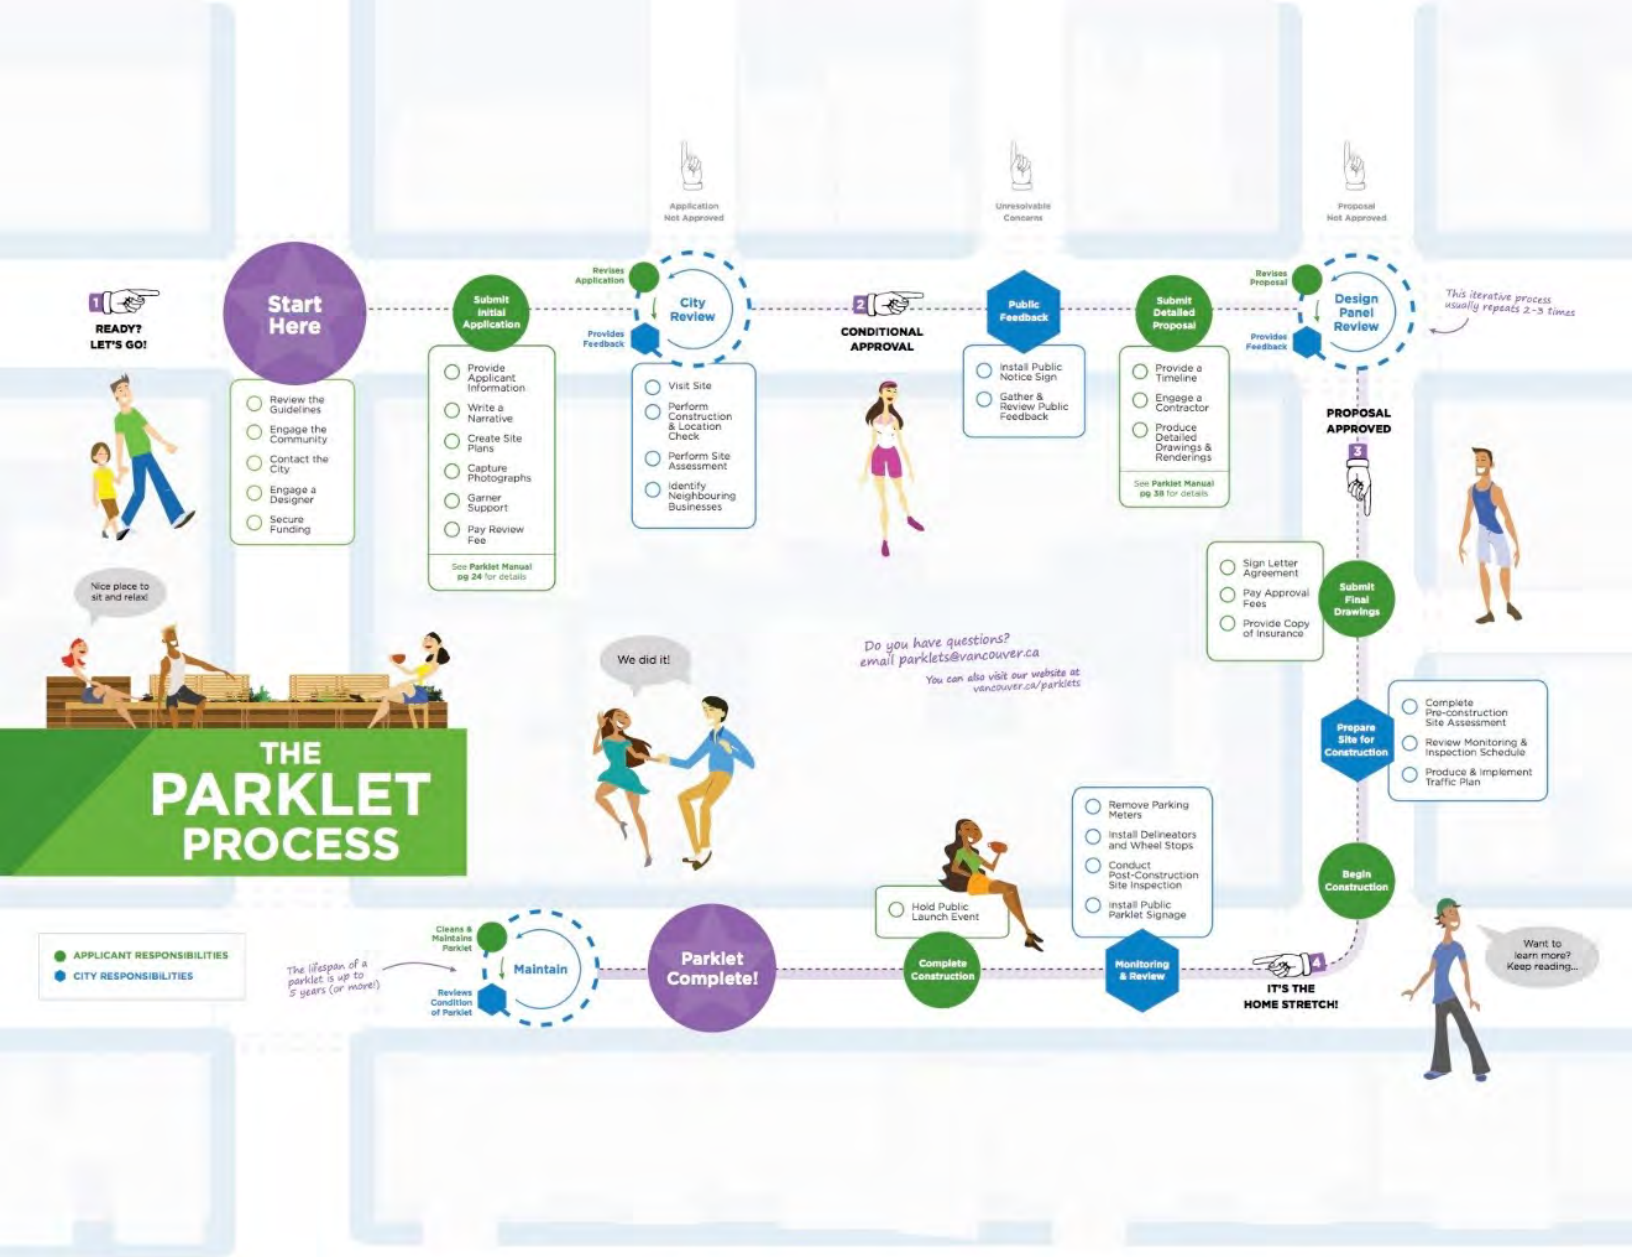 Application
Not Approved
Unresolvable
Concerns
Proposal
Not Approved
1
READY?
LET'S GO!
Start
Here
Review the
Guidelines
Engage the
Community
Contact the
City
Engage a
Designer
Secure
Funding
Submit
Initial
Application
Provide
Applicant
Information
Write a
Narrative
Create Site
Plans
Capture
Photographs
Garner
Support
Pay Review
Fee
See Parklet Manual
pg 24 for details
Revises
Application
Provides
Feedback
City
Review
Visit Site
Perform
Construction
& Location
Check
Perform Site
Assessment
Identify
Neighbouring
Businesses
2
CONDITIONAL
APPROVAL
Public
Feedback
Install Public
Notice Sign
Gather &
Review Public
Feedback
Submit
Detailed
Proposal
Provide a
Timeline
Engage a
Contractor
Produce
Detailed
Drawings &
Renderings
See Parklet Manual
pg 38 for details
Revises
Proposal
Provides
Feedback
Design
Panel
Review
This iterative process
usually repeats 2-3 times
PROPOSAL
APPROVED
3
Sign Letter
Agreement
Pay Approval
Fees
Provide Copy
of Insurance
Submit
Final
Drawings
Nice place to
sit and relax!
THE
PARKLET
PROCESS
We did it!
Do you have questions?
email parklets@vancouver.ca
You can also visit our website at
vancouver.ca/parklets
Prepare
Site for
Construction
Complete
Pre-construction
Site Assessment
Review Monitoring &
Inspection Schedule
Produce & Implement
Traffic Plan
Begin
Construction
Remove Parking
Meters
Install Delineators
and Wheel Stops
Conduct
Post-Construction
Site Inspection
Install Public
Parklet Signage
Monitoring
& Review
4
IT'S THE
HOME STRETCH!
Want to
learn more?
Keep reading...
Hold Public
Launch Event
Complete
Construction
Parklet
Complete!
Maintain
Cleans &
Maintains
Parklet
Reviews
Condition
of Parklet
The lifespan of a
parklet is up to
5 years (or more!)
APPLICANT RESPONSIBILITIES
CITY RESPONSIBILITIES